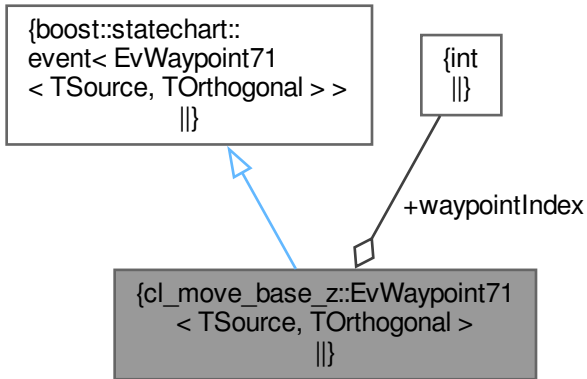 {boost::statechart::
event< EvWaypoint71
< TSource, TOrthogonal > >
||}
{int
||}
+waypointIndex
{cl_move_base_z::EvWaypoint71
< TSource, TOrthogonal >
||}